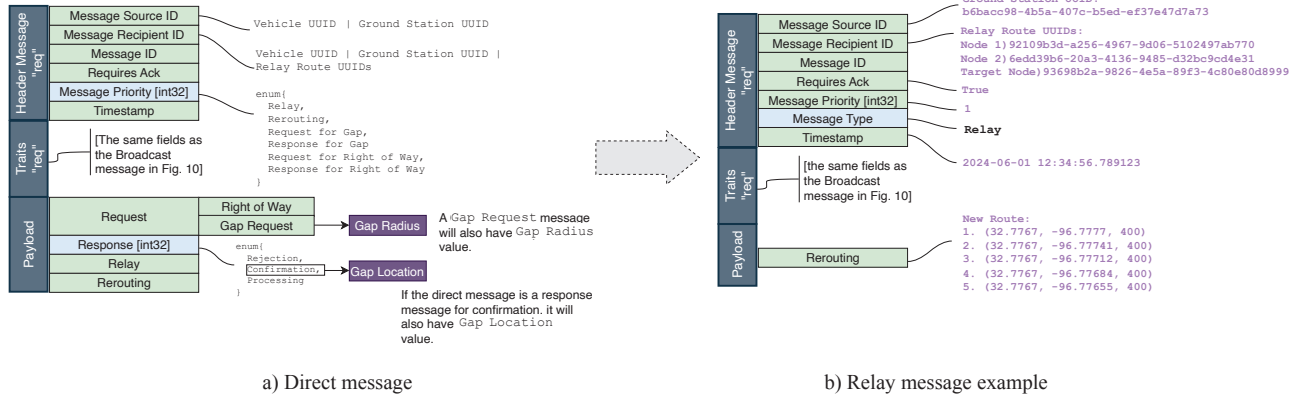 Header Message
"req"
Message Source ID
Message Recipient ID
Message ID
Requires Ack
Message Priority [int32]
Timestamp
Vehicle UUID | Ground Station UUID
Vehicle UUID | Ground Station UUID |
Relay Route UUIDs
enum{
Relay,
Rerouting,
Request for Gap,
Response for Gap
Request for Right of Way,
Response for Right of Way
}
Traits
"req"
[The same fields as
the Broadcast
message in Fig. 10]
Payload
Request
Right of Way
Gap Request
Gap Radius
A Gap Request message
will also have Gap Radius
value.
Response [int32]
Relay
Rerouting
enum{
Rejection,
Confirmation,
Processing
}
Gap Location
If the direct message is a response
message for confirmation. it will
also have Gap Location
value.
a) Direct message
Header Message
"req"
Message Source ID
Message Recipient ID
Message ID
Requires Ack
Message Priority [int32]
Message Type
Timestamp
Ground Station UUID:
b6bacc98-4b5a-407c-b5ed-ef37e47d7a73
Relay Route UUIDs:
Node 1)92109b3d-a256-4967-9d06-5102497ab770
Node 2)6edd39b6-20a3-4136-9485-d32bc9cd4e31
Target Node)93698b2a-9826-4e5a-89f3-4c80e80d8999
True
1
Relay
2024-06-01 12:34:56.789123
Traits
"req"
[the same fields as
the Broadcast
message in Fig. 10]
Payload
Rerouting
New Route:
1. (32.7767, -96.7777, 400)
2. (32.7767, -96.77741, 400)
3. (32.7767, -96.77712, 400)
4. (32.7767, -96.77684, 400)
5. (32.7767, -96.77655, 400)
b) Relay message example